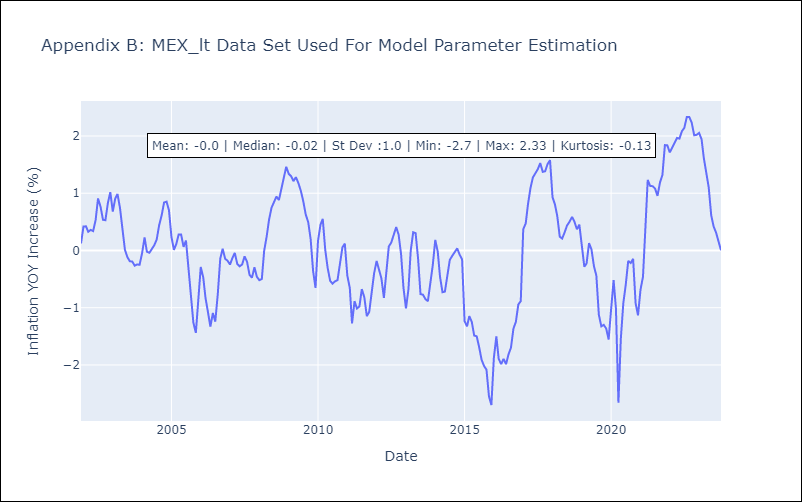 Appendix B: MEX_lt Data Set Used For Model Parameter Estimation
Mean: -0.0 | Median: -0.02 | St Dev :1.0 | Min: -2.7 | Max: 2.33 | Kurtosis: -0.13
Inflation YOY Increase (%)
2
1
0
−1
−2
2005
2010
2015
2020
Date